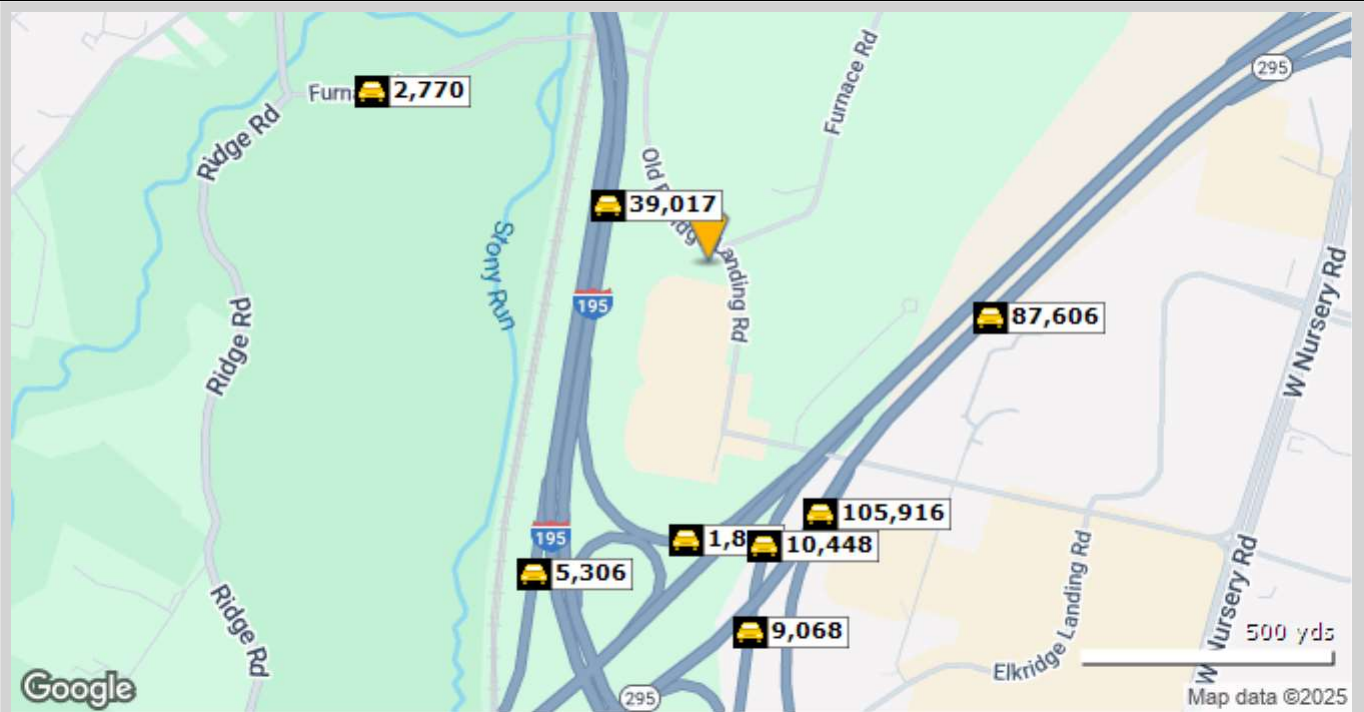 295
Furnace Rd
Furn
2,770
Ridge Rd
Old
39,017
Landing Rd
Stony Run
195
87,606
W Nursery Rd
Ridge Rd
105,916
1,8
10,448
195
5,306
Elkridge Landing Rd
W Nursery Rd
9,068
500 yds
Ridge Rd
295
Google
Map data ©2025